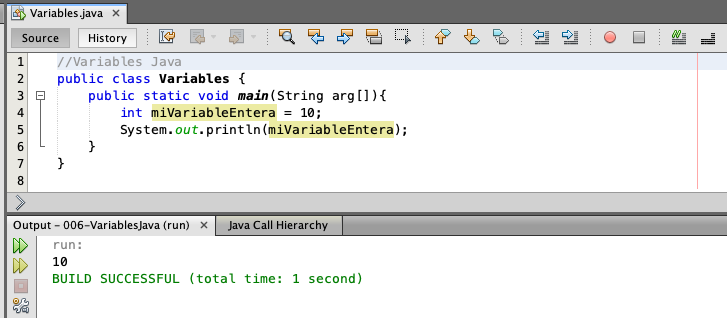 Variables.java ×
Source History
1 //Variables Java
2 public class Variables {
3 public static void main(String arg[]){
4 int miVariableEntera = 10;
5 System.out.println(miVariableEntera);
6 }
7 }
8
Output - 006-VariablesJava (run) × Java Call Hierarchy
run:
10
BUILD SUCCESSFUL (total time: 1 second)